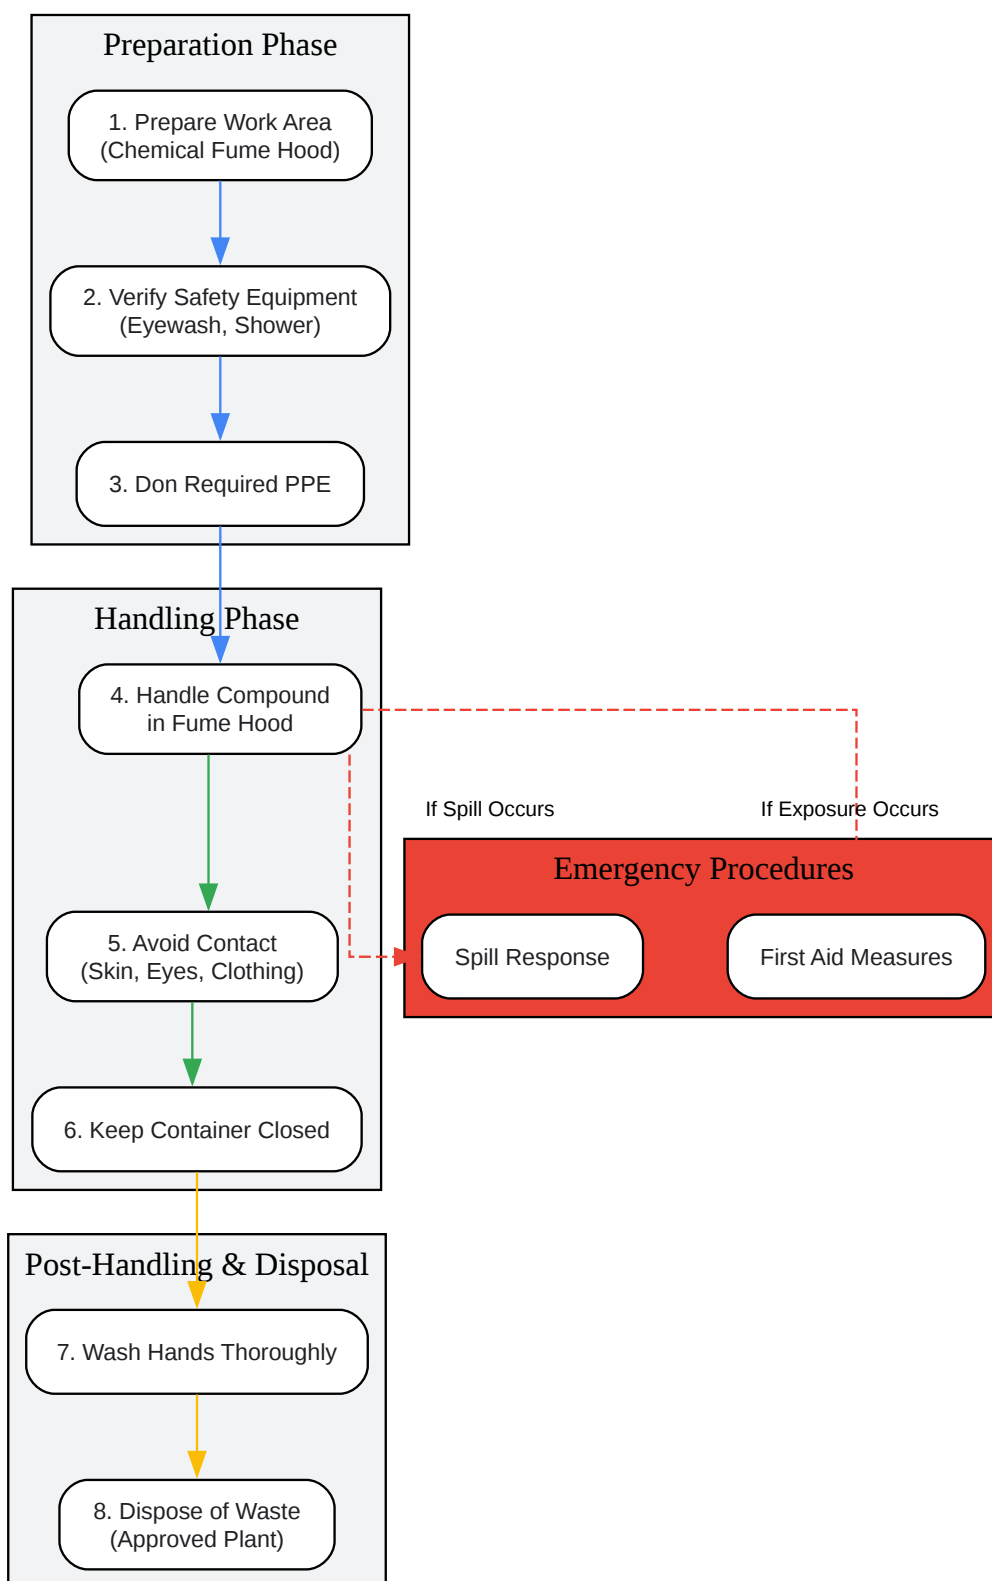 Preparation Phase
1. Prepare Work Area
(Chemical Fume Hood)
2. Verify Safety Equipment
(Eyewash, Shower)
3. Don Required PPE
Handling Phase
4. Handle Compound
in Fume Hood
If Spill Occurs
If Exposure Occurs
Emergency Procedures
Spill Response
First Aid Measures
5. Avoid Contact
(Skin, Eyes, Clothing)
6. Keep Container Closed
Post-Handling & Disposal
7. Wash Hands Thoroughly
8. Dispose of Waste
(Approved Plant)